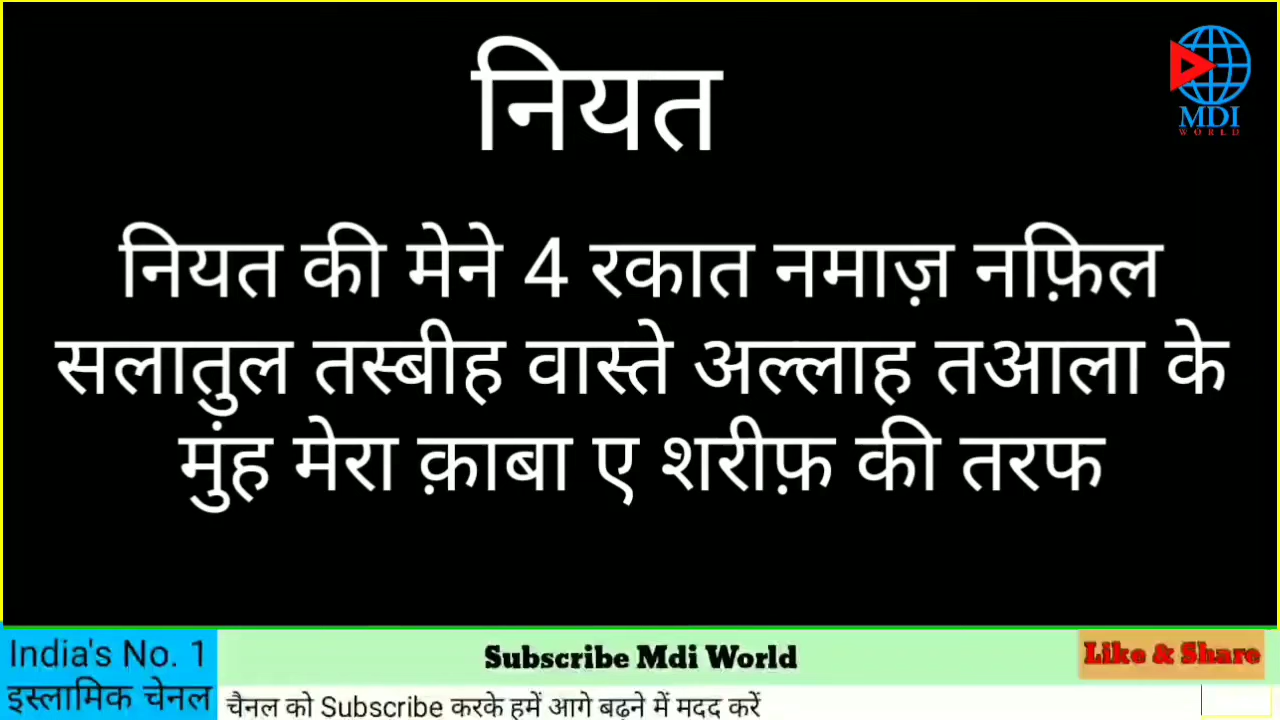 नियत
MDI
WORLD
नियत की मेने 4 रकात नमाज़ नफ़िल
सलातुल तस्बीह वास्ते अल्लाह तआला के
मुंह मेरा क़ाबा ए शरीफ़ की तरफ
India's No. 1
इस्लामिक चेनल
Subscribe Mdi World
Like & Share
चैनल को Subscribe करके हमें आगे बढ़ने में मदद करें